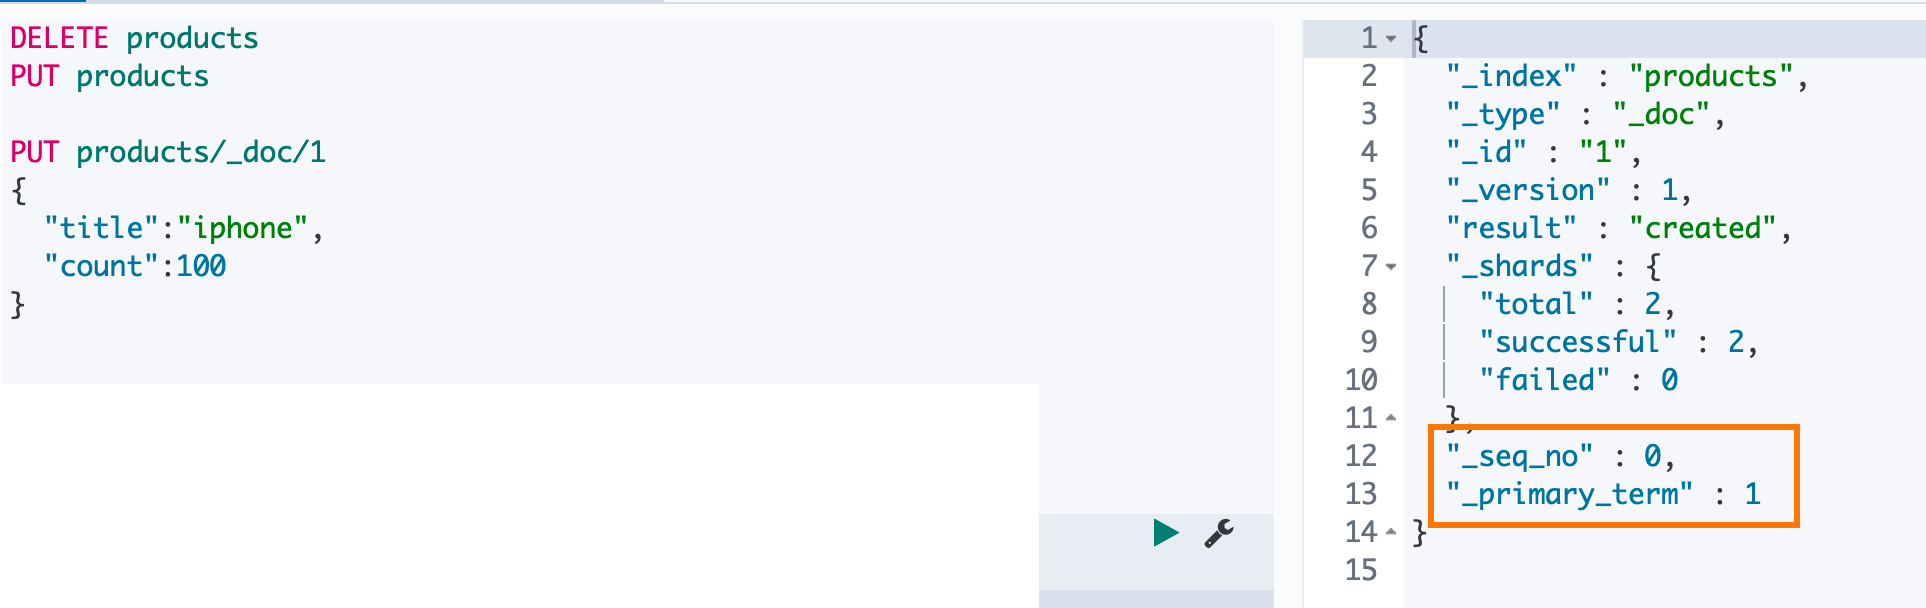 DELETE products
PUT products
PUT products/_doc/1
{
"title":"iphone",
"count":100
}
1 {
2 "_index" : "products",
3 "_type" : "_doc",
4 "_id" : "1",
5 "_version" : 1,
6 "result" : "created",
7 "_shards" : {
8 "total" : 2,
9 "successful" : 2,
10 "failed" : 0
11 },
12 "_seq_no" : 0,
13 "_primary_term" : 1
14 }
15